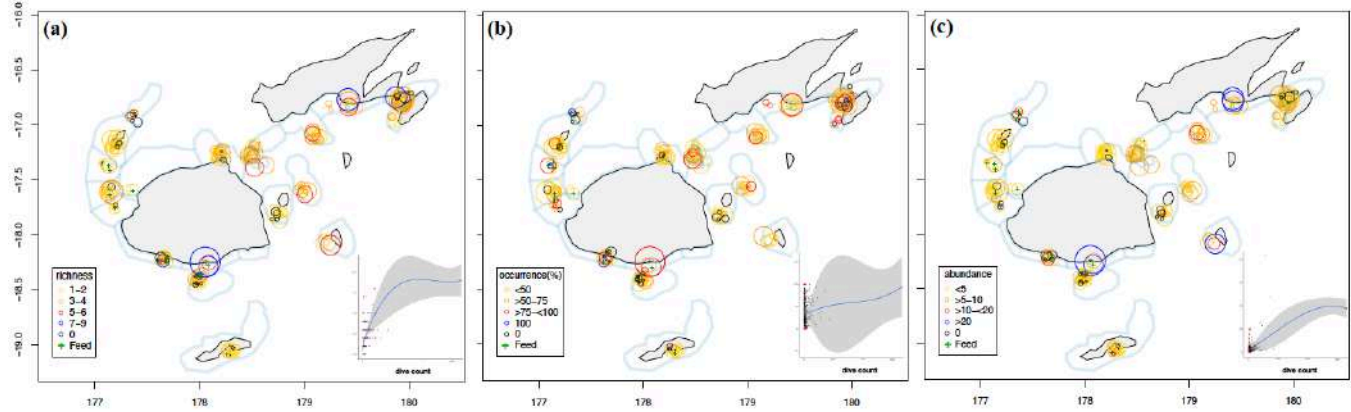 (a)
(b)
(c)
-16.0
-16.5
-17.0
-17.5
-18.0
-18.5
-19.0
richness
1-2
3-4
5-6
7-9
0
Feed
dive count
occurrence(%)
<50
>50-75
>75-<100
100
0
Feed
dive count
abundance
<5
>5-10
>10-<20
>20
0
Feed
dive count
177 178 179 180
177 178 179 180
177 178 179 180